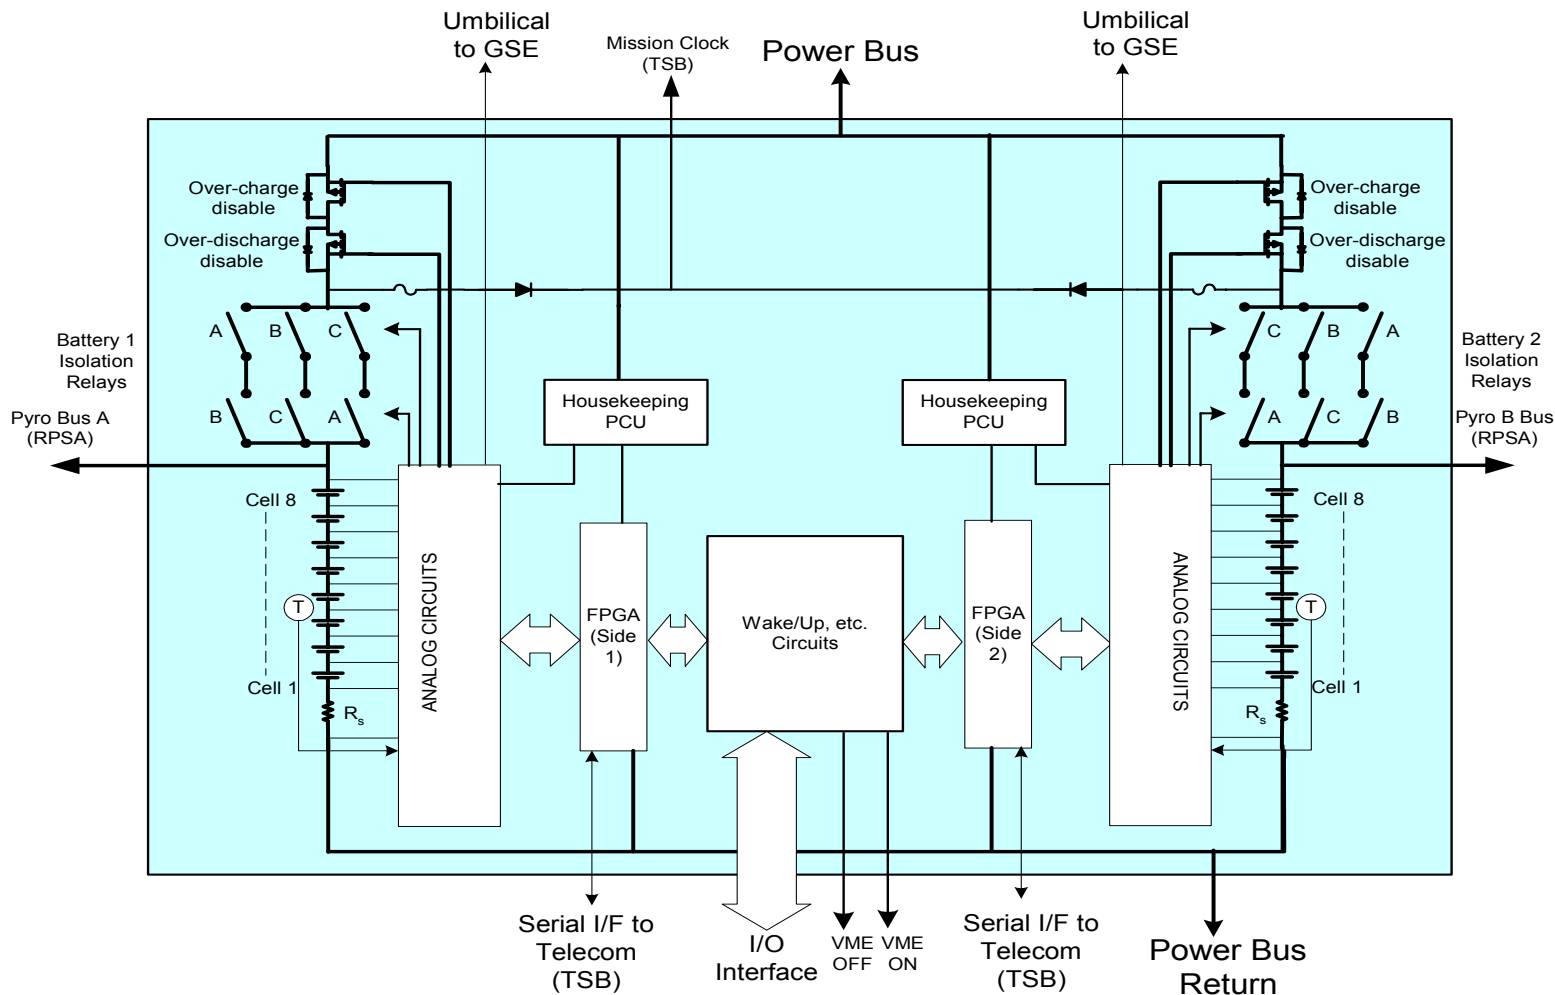 Umbilical
to GSE
Mission Clock
(TSB)
Power Bus
Umbilical
to GSE
Over-charge
disable
Over-discharge
disable
Over-charge
disable
Over-discharge
disable
Battery 1
Isolation
Relays
A
B
C
B
C
A
C
B
A
A
C
B
Battery 2
Isolation
Relays
Pyro Bus A
(RPSA)
Pyro B Bus
(RPSA)
Housekeeping
PCU
Housekeeping
PCU
Cell 8
T
Cell 1
Rs
ANALOG CIRCUITS
FPGA
(Side
1)
Wake/Up, etc.
Circuits
FPGA
(Side
2)
ANALOG CIRCUITS
Cell 8
T
Cell 1
Rs
Serial I/F to
Telecom
(TSB)
I/O
Interface
VME
OFF
VME
ON
Serial I/F to
Telecom
(TSB)
Power Bus
Return